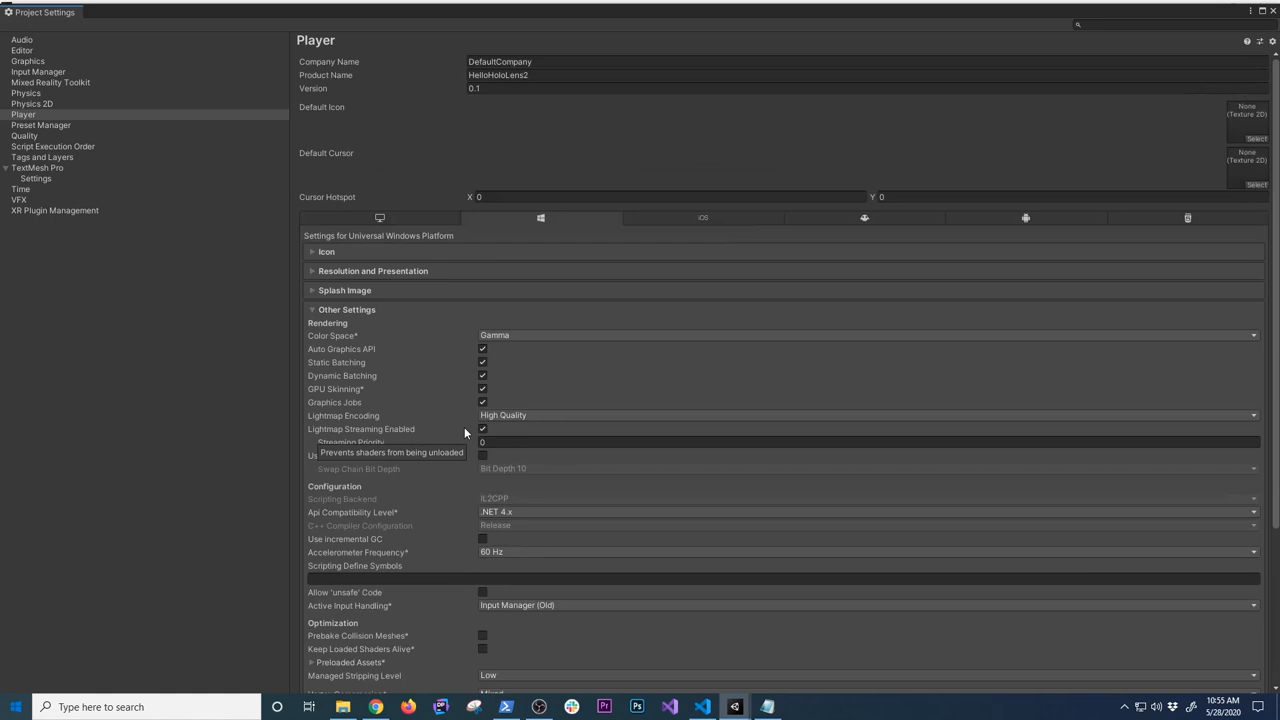 Project Settings
Audio
Editor
Graphics
Input Manager
Mixed Reality Toolkit
Physics
Physics 2D
Player
Preset Manager
Quality
Script Execution Order
Tags and Layers
TextMesh Pro
Settings
Time
VFX
XR Plugin Management
Player
Company Name DefaultCompany
Product Name HelloHoloLens2
Version 0.1
Default Icon None (Texture 2D) Select
Default Cursor None (Texture 2D) Select
Cursor Hotspot X 0 Y 0
iOS
Settings for Universal Windows Platform
Icon
Resolution and Presentation
Splash Image
Other Settings
Rendering
Color Space* Gamma
Auto Graphics API
Static Batching
Dynamic Batching
GPU Skinning*
Graphics Jobs
Lightmap Encoding High Quality
Lightmap Streaming Enabled
Streaming Priority 0
Prevents shaders from being unloaded
Swap Chain Bit Depth Bit Depth 10
Configuration
Scripting Backend IL2CPP
Api Compatibility Level* .NET 4.x
C++ Compiler Configuration Release
Use incremental GC
Accelerometer Frequency* 60 Hz
Scripting Define Symbols
Allow 'unsafe' Code
Active Input Handling* Input Manager (Old)
Optimization
Prebake Collision Meshes*
Keep Loaded Shaders Alive*
Preloaded Assets*
Managed Stripping Level Low
Type here to search
10:55 AM
5/28/2020